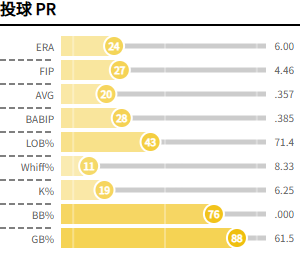 投球 PR
ERA 24 6.00
FIP 27 4.46
AVG 20 .357
BABIP 28 .385
LOB% 43 71.4
Whiff% 11 8.33
K% 19 6.25
BB% 76 .000
GB% 88 61.5